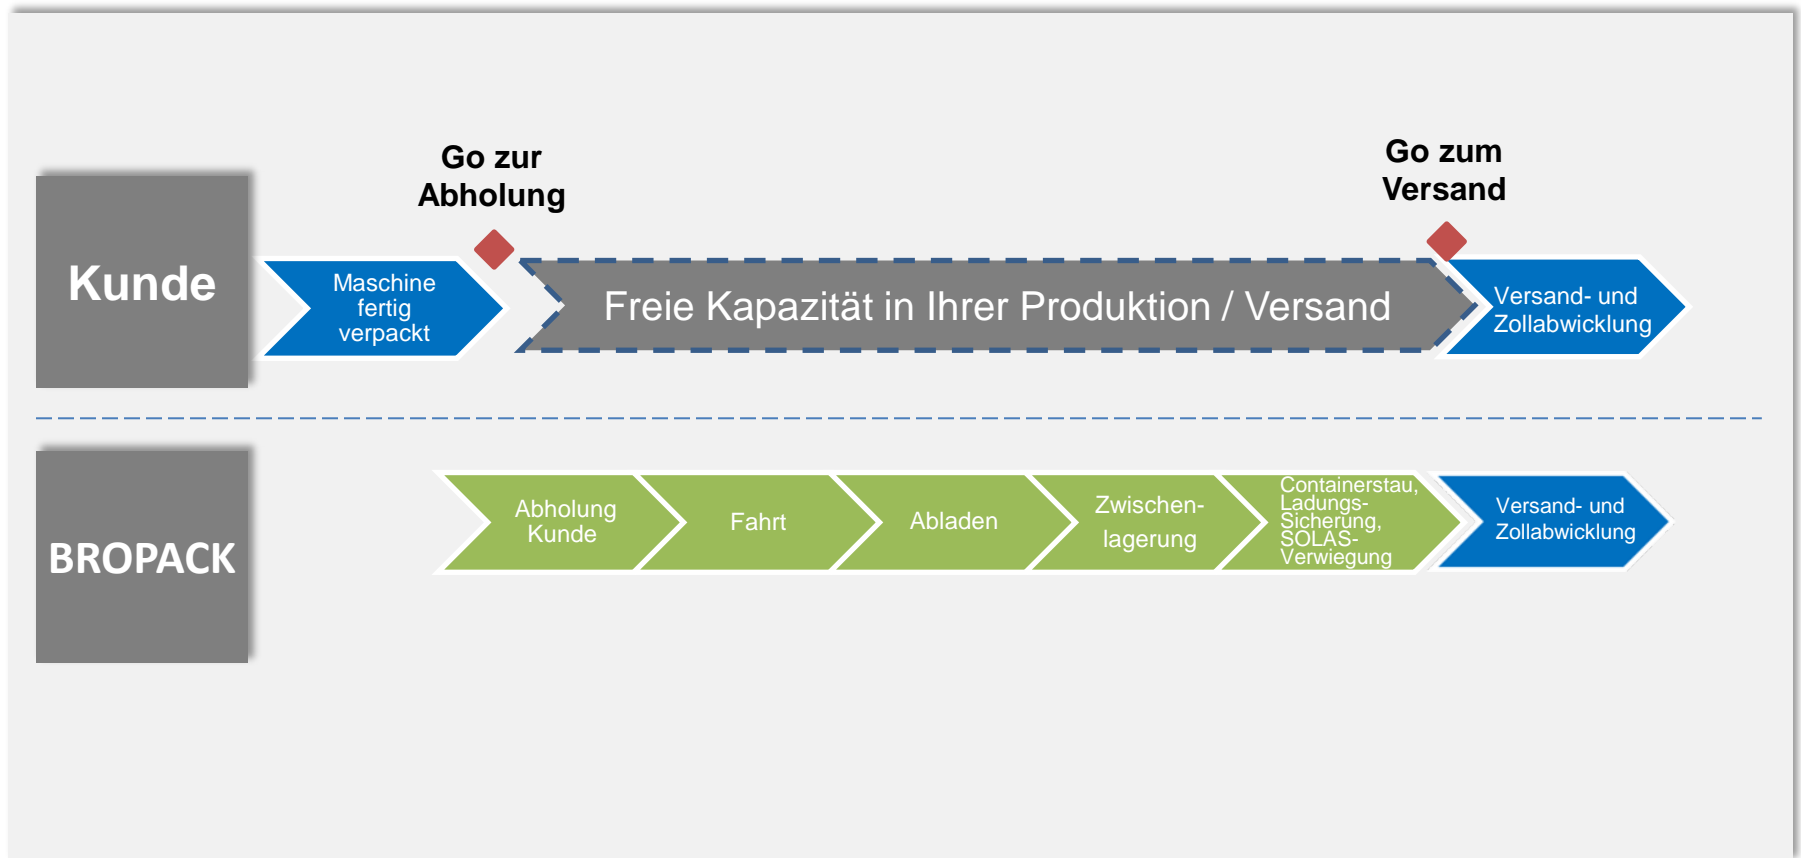 Go zur
Abholung
Go zum
Versand
Kunde
Maschine
fertig
verpackt
Freie Kapazität in Ihrer Produktion / Versand
Versand- und
Zollabwicklung
BROPACK
Abholung
Kunde
Fahrt
Abladen
Zwischen-
lagerung
Containerstau,
Ladungs-
Sicherung,
SOLAS-
Verwiegung
Versand- und
Zollabwicklung